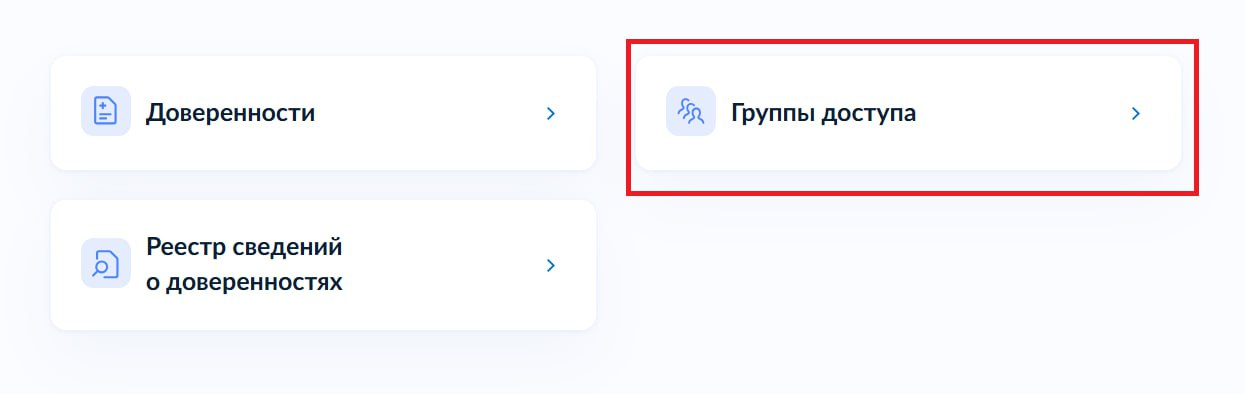 Доверенности
Группы доступа
Реестр сведений
о доверенностях